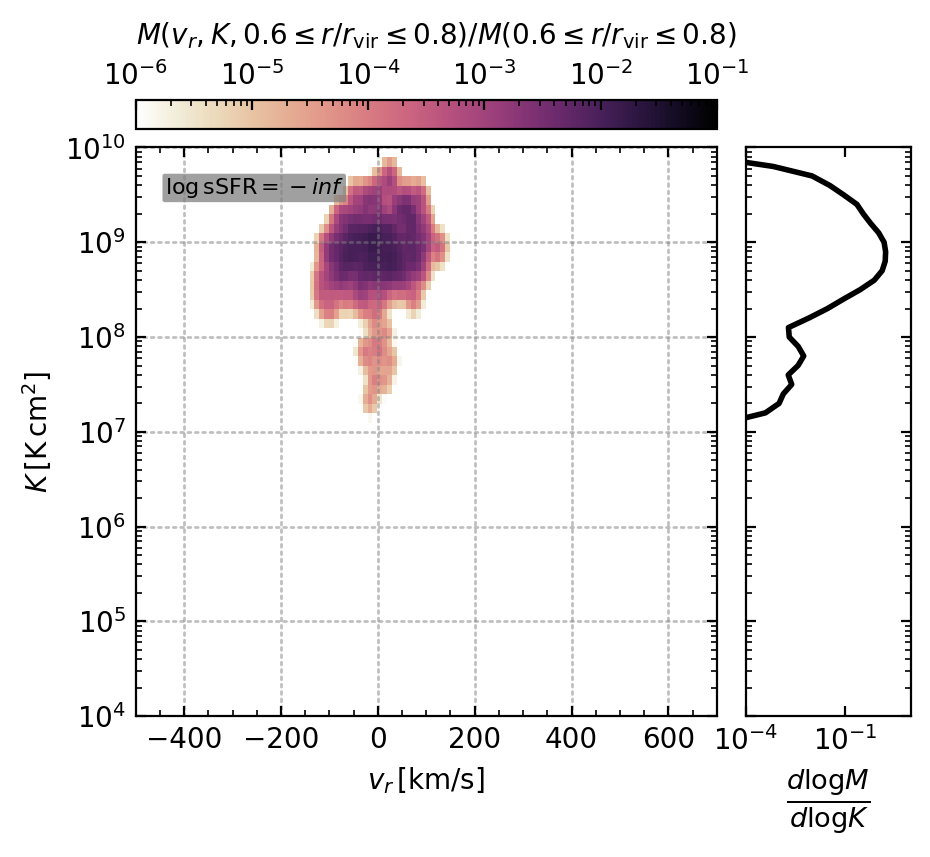 M(v_r, K, 0.6 ≤ r/r_vir ≤ 0.8)/M(0.6 ≤ r/r_vir ≤ 0.8)
10^−6 10^−5 10^−4 10^−3 10^−2 10^−1
10^10
log sSFR = −inf
10^9
10^8
10^7
10^6
10^5
10^4
K [K cm^2]
−400 −200 0 200 400 600
v_r [km/s]
10^−4 10^−1
dlogM
dlogK